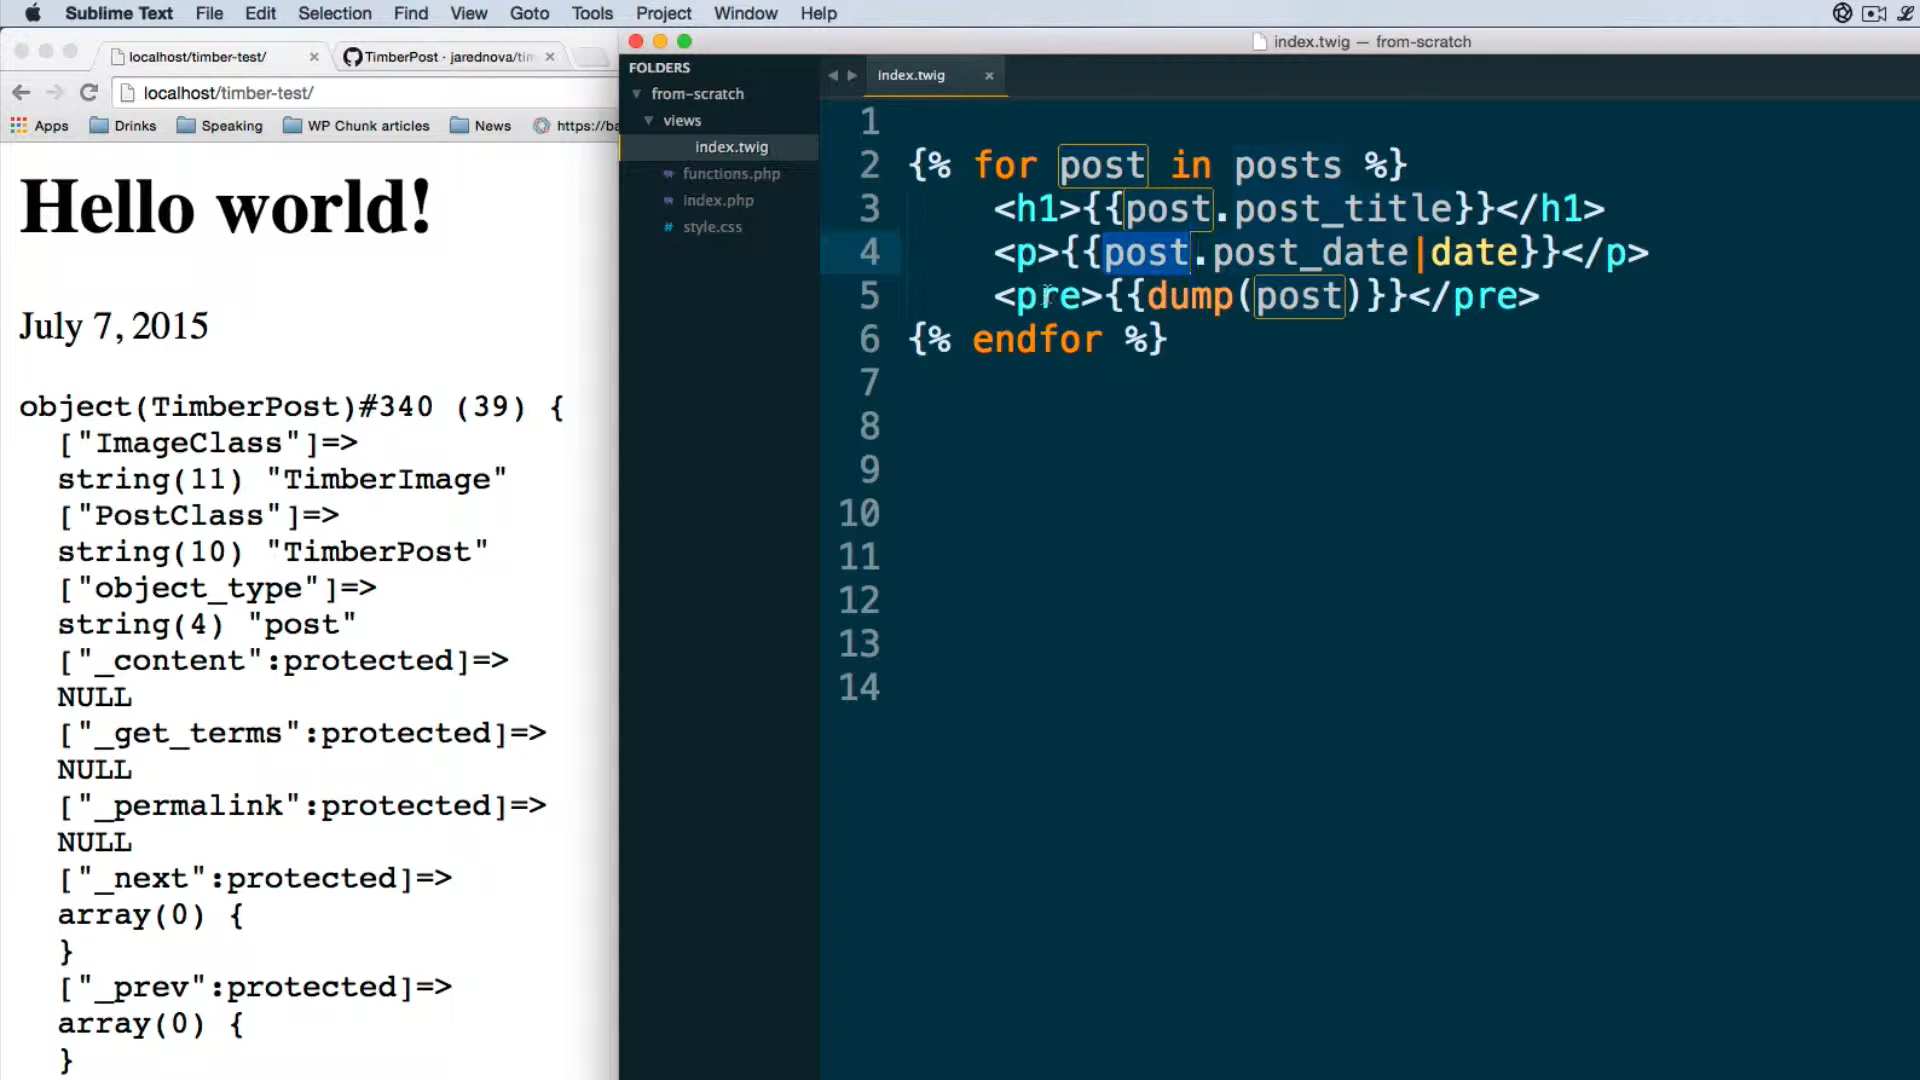 Sublime Text File Edit Selection Find View Goto Tools Project Window Help
localhost/timber-test/ TimberPost · jarednova/tim
localhost/timber-test/
Apps Drinks Speaking WP Chunk articles News https://ba
Hello world!
July 7, 2015
object(TimberPost)#340 (39) {
["ImageClass"]=>
string(11) "TimberImage"
["PostClass"]=>
string(10) "TimberPost"
["object_type"]=>
string(4) "post"
["_content":protected]=>
NULL
["_get_terms":protected]=>
NULL
["_permalink":protected]=>
NULL
["_next":protected]=>
array(0) {
}
["_prev":protected]=>
array(0) {
}
index.twig — from-scratch
FOLDERS
from-scratch
views
index.twig
functions.php
index.php
style.css
index.twig
1
2 {% for post in posts %}
3 <h1>{{post.post_title}}</h1>
4 <p>{{post.post_date|date}}</p>
5 <pre>{{dump(post)}}</pre>
6 {% endfor %}
7
8
9
10
11
12
13
14